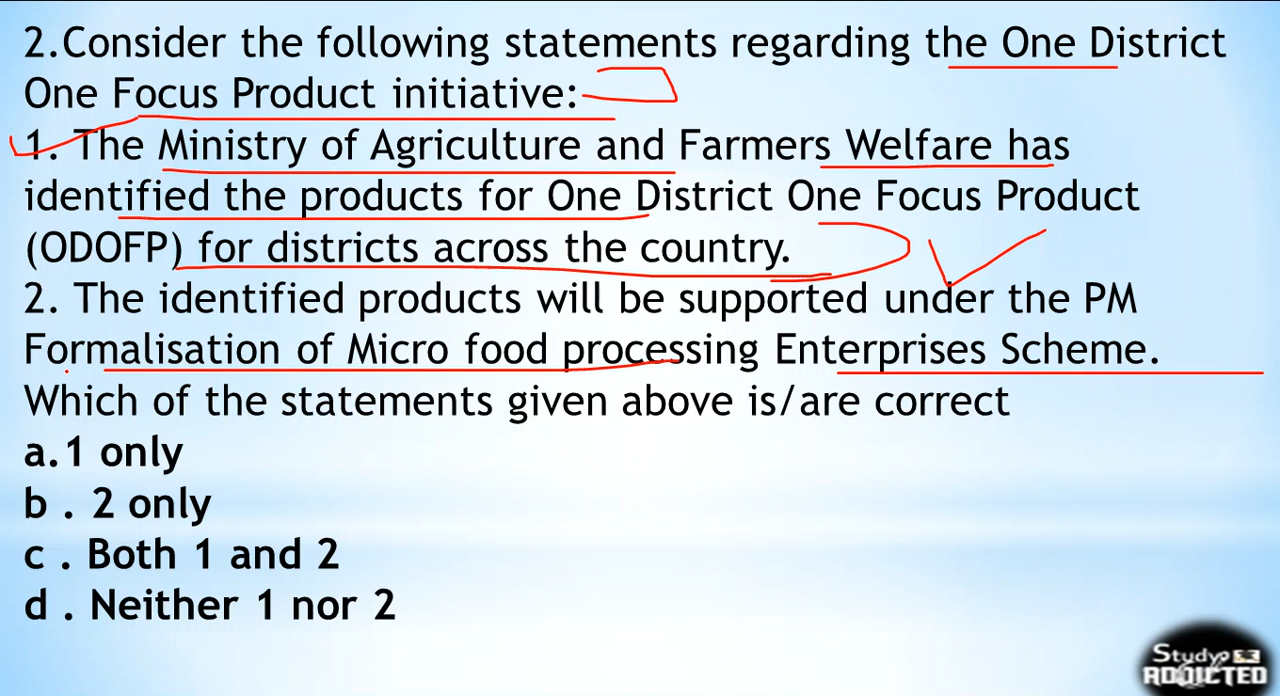 2.Consider the following statements regarding the One District
One Focus Product initiative:
1. The Ministry of Agriculture and Farmers Welfare has
identified the products for One District One Focus Product
(ODOFP) for districts across the country.
2. The identified products will be supported under the PM
Formalisation of Micro food processing Enterprises Scheme.
Which of the statements given above is/are correct
a.1 only
b . 2 only
c . Both 1 and 2
d . Neither 1 nor 2
Study
ADDICTED